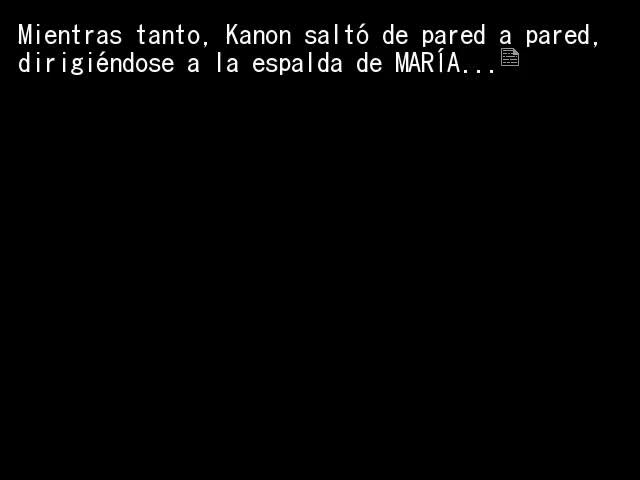 Mientras tanto, Kanon saltó de pared a pared,
dirigiéndose a la espalda de MARÍA...